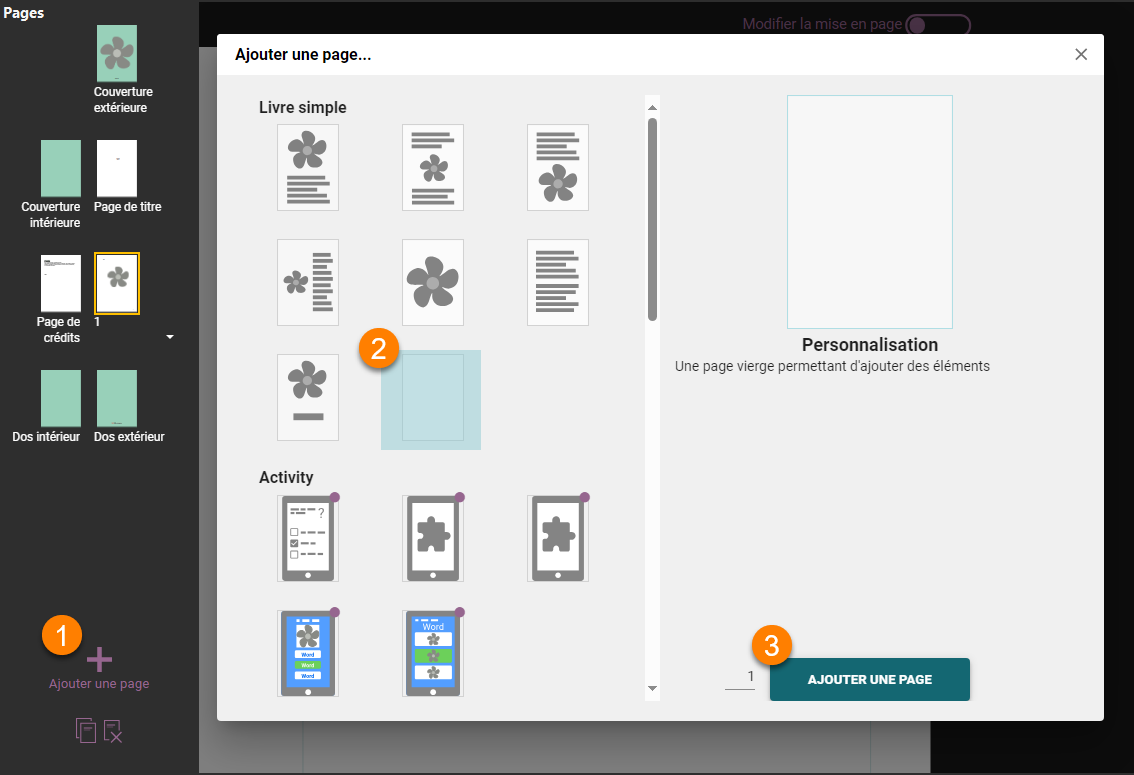 Pages
Couverture
extérieure
Couverture
intérieure
Page de titre
Page de
crédits
1
Dos intérieur
Dos extérieur
1
Ajouter une page
Modifier la mise en page
Ajouter une page...
Livre simple
2
Activity
?
Word
Word
Word
Word
Personnalisation
Une page vierge permettant d'ajouter des éléments
3
1
AJOUTER UNE PAGE